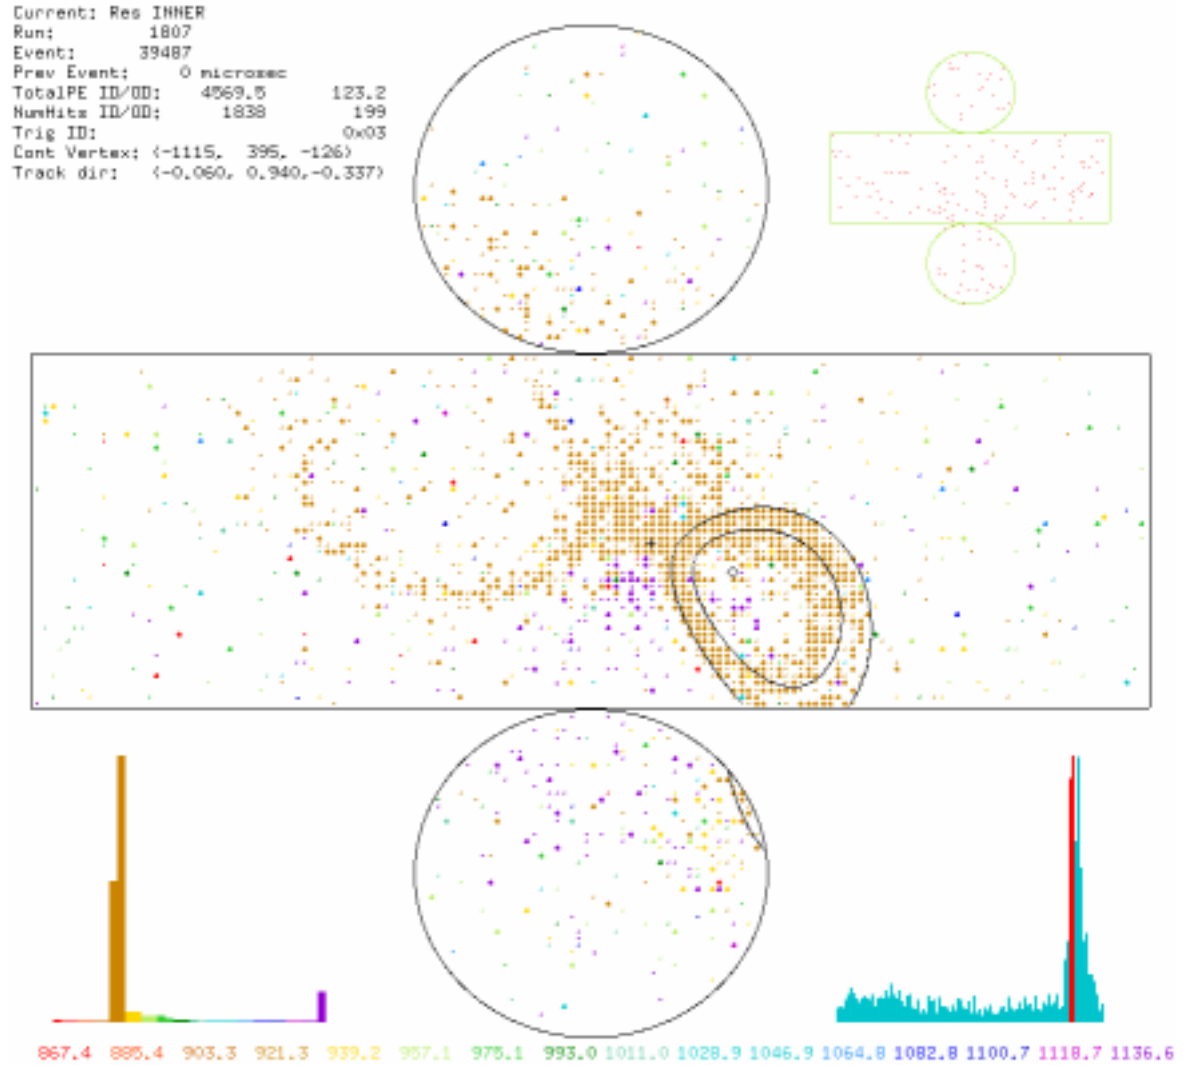 Current: Res INNER
Run: 1807
Event: 39487
Prev Event: 0 microsec
TotalPE ID/OD: 4569.5 123.2
NumHits ID/OD: 1838 199
Trig ID: 0x03
Cont Vertex: (-1115, 395, -126)
Track dir: (-0.060, 0.940,-0.337)
867.4 885.4 903.3 921.3 939.2 957.1 975.1 993.0 1011.0 1028.9 1046.9 1064.8 1082.8 1100.7 1118.7 1136.6